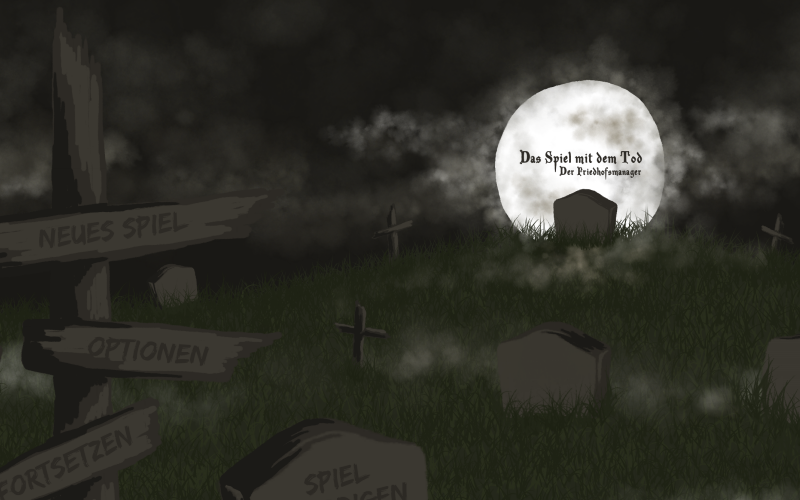 Das Spiel mit dem Tod
Der Friedhofsmanager
NEUES SPIEL
OPTIONEN
FORTSETZEN
SPIEL